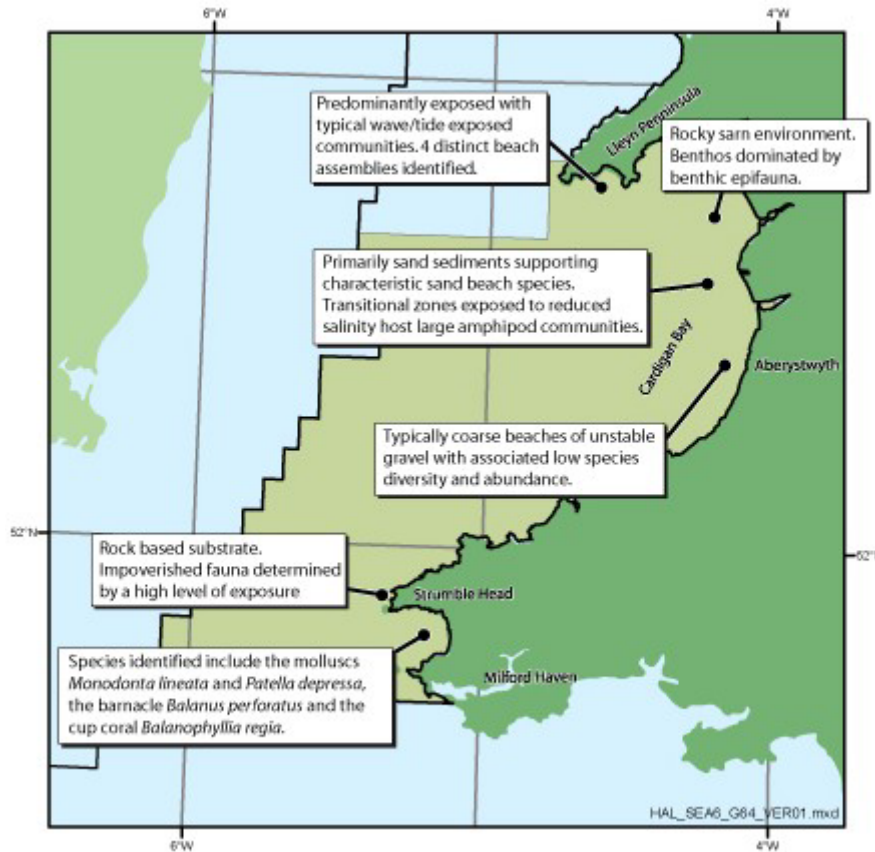 6°W
4°W
Predominantly exposed with
typical wave/tide exposed
communities. 4 distinct beach
assemblies identified.
Lleyn Penninsula
Rocky sarn environment.
Benthos dominated by
benthic epifauna.
Primarily sand sediments supporting
characteristic sand beach species.
Transitional zones exposed to reduced
salinity host large amphipod communities.
Cardigan Bay
Aberystwyth
Typically coarse beaches of unstable
gravel with associated low species
diversity and abundance.
52°N
Rock based substrate.
Impoverished fauna determined
by a high level of exposure
Strumble Head
Species identified include the molluscs
Monodonta lineata and Patella depressa,
the barnacle Balanus perforatus and the
cup coral Balanophyllia regia.
Milford Haven
HAL_SEA6_G64_VER01.mxd
6°W
4°W